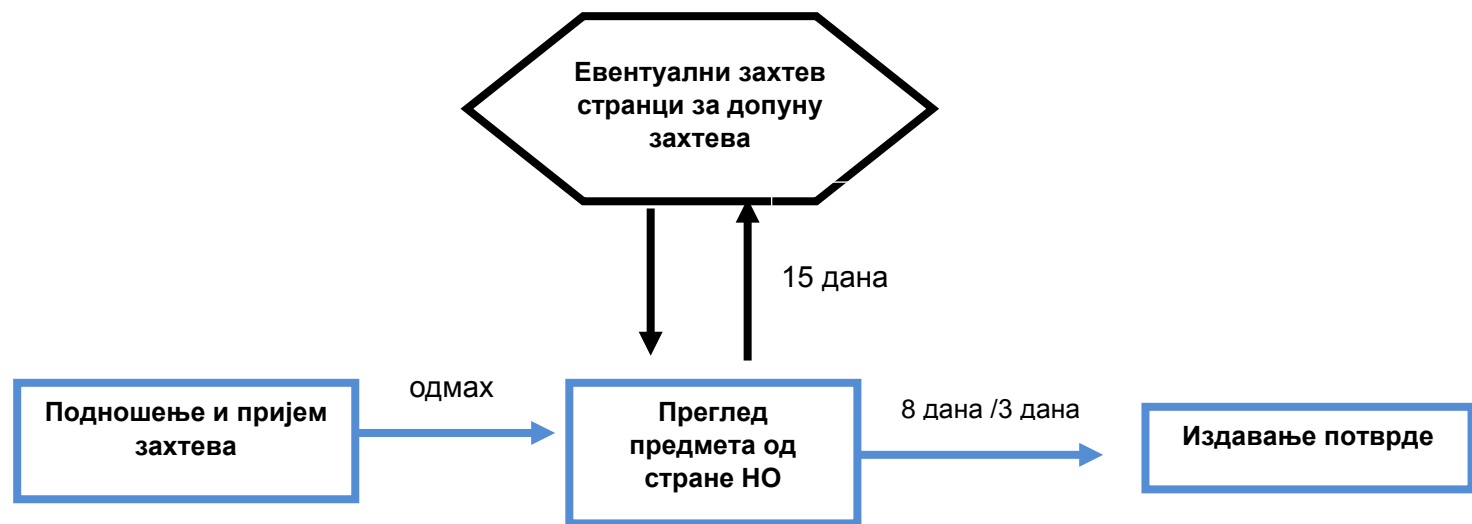 Евентуални захтев
странци за допуну
захтева
15 дана
одмах
8 дана /3 дана
Подношење и пријем
захтева
Преглед
предмета од
стране НО
Издавање потврде